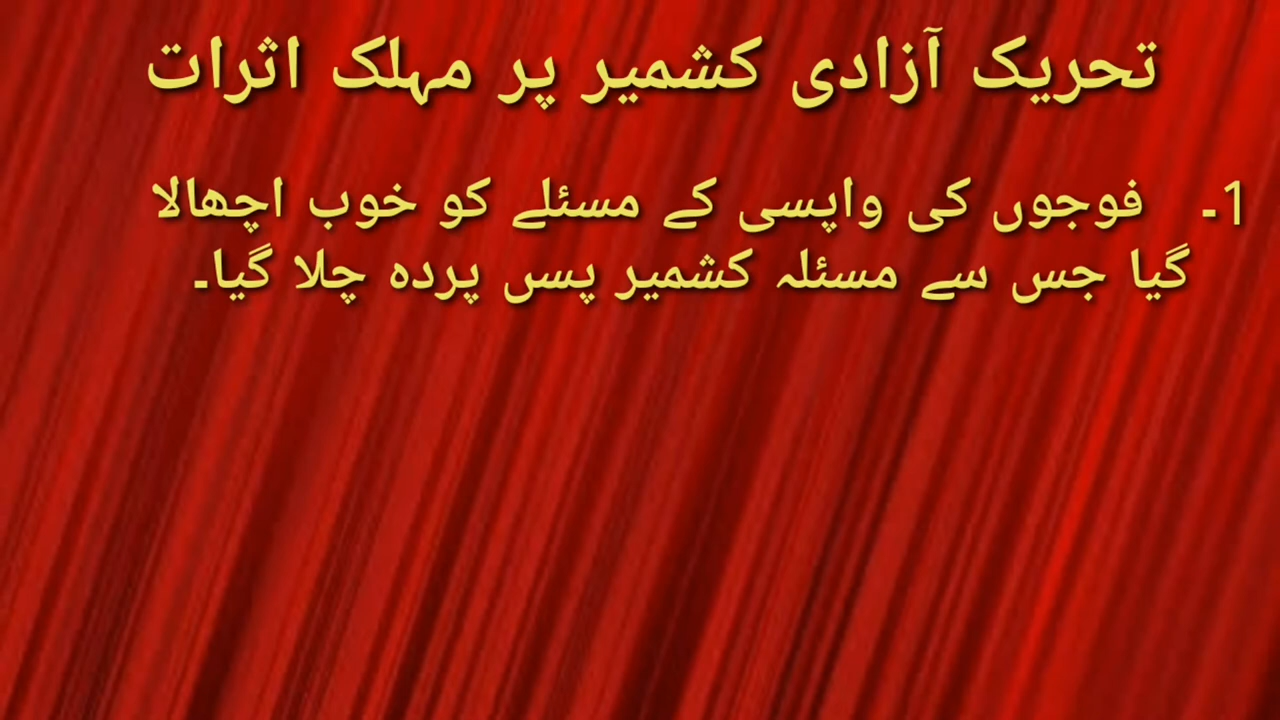 تحریک آزادی کشمیر پر مہلک اثرات
1۔ فوجوں کی واپسی کے مسئلے کو خوب اچھالا
گیا جس سے مسئلہ کشمیر پس پردہ چلا گیا۔